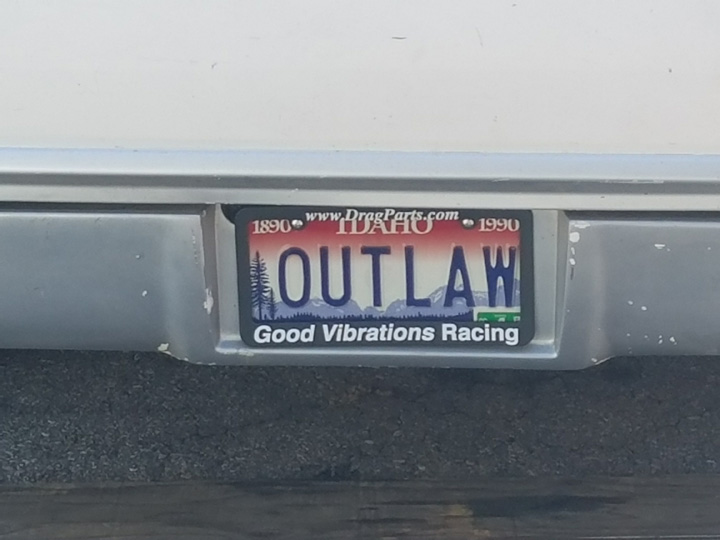 www.DragParts.com
1890 IDAHO 1990
OUTLAW
Good Vibrations Racing